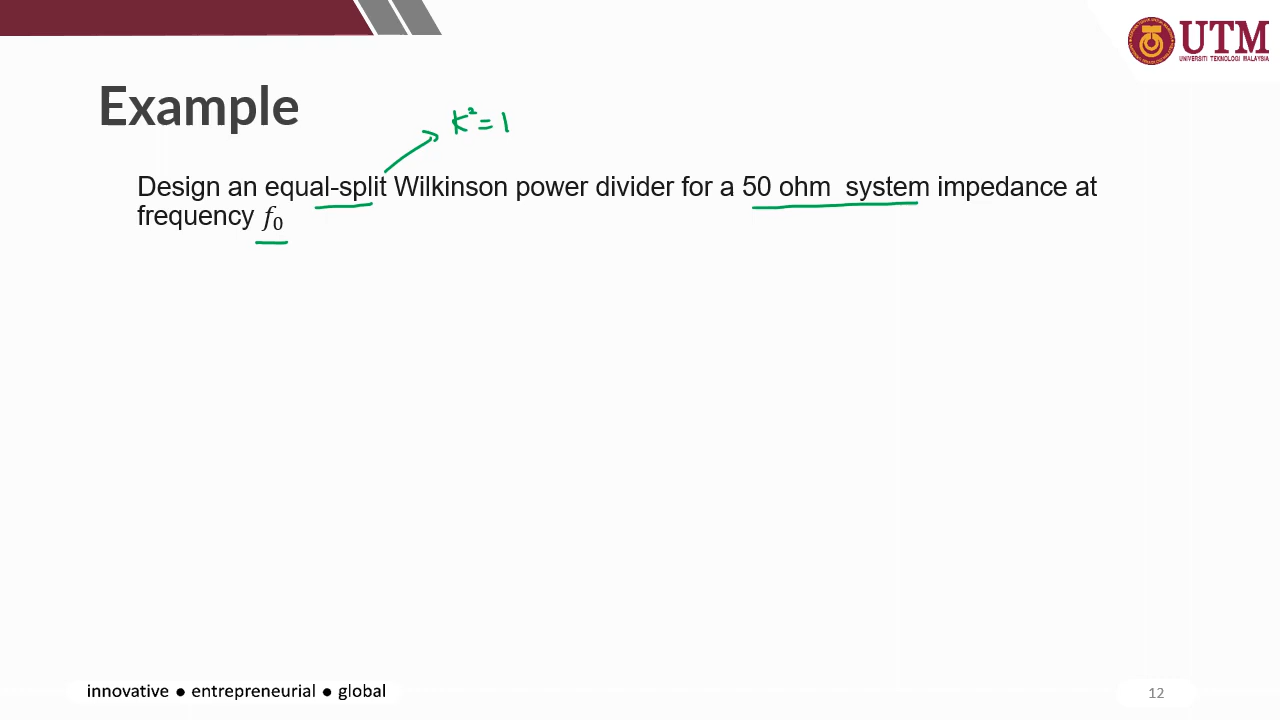 UTM
UNIVERSITI TEKNOLOGI MALAYSIA
Example
K² = 1
Design an equal-split Wilkinson power divider for a 50 ohm system impedance at
frequency f₀
innovative ● entrepreneurial ● global
12